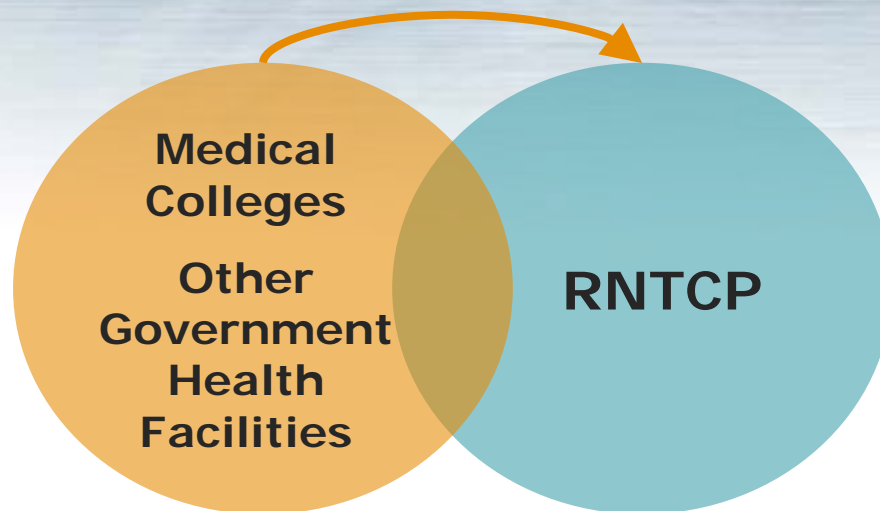 Medical
Colleges
Other
Government
Health
Facilities
RNTCP